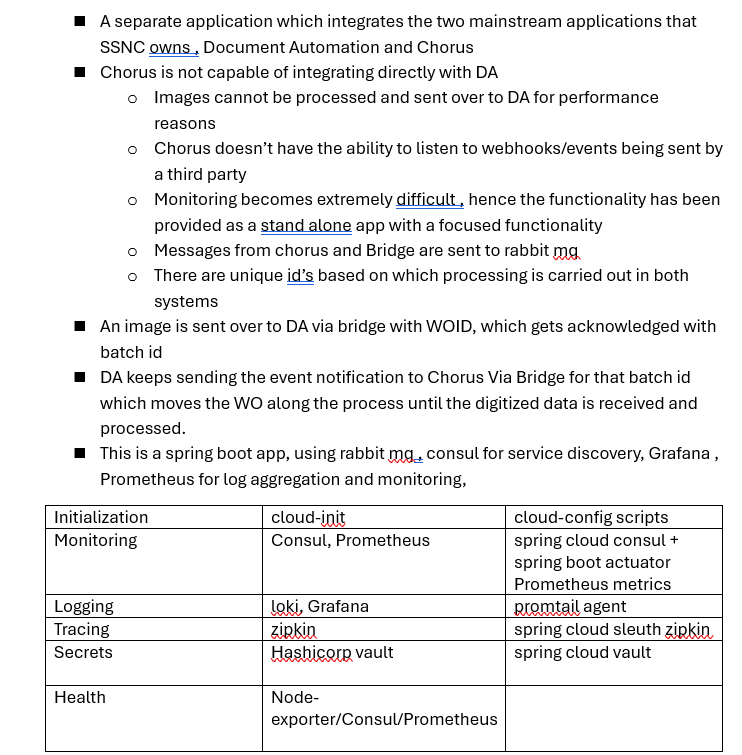 ■ A separate application which integrates the two mainstream applications that
SSNC owns , Document Automation and Chorus
■ Chorus is not capable of integrating directly with DA
o Images cannot be processed and sent over to DA for performance
reasons
o Chorus doesn’t have the ability to listen to webhooks/events being sent by
a third party
o Monitoring becomes extremely difficult , hence the functionality has been
provided as a stand alone app with a focused functionality
o Messages from chorus and Bridge are sent to rabbit mq
o There are unique id’s based on which processing is carried out in both
systems
■ An image is sent over to DA via bridge with WOID, which gets acknowledged with
batch id
■ DA keeps sending the event notification to Chorus Via Bridge for that batch id
which moves the WO along the process until the digitized data is received and
processed.
■ This is a spring boot app, using rabbit mq , consul for service discovery, Grafana ,
Prometheus for log aggregation and monitoring,
Initialization cloud-init cloud-config scripts
Monitoring Consul, Prometheus spring cloud consul +
spring boot actuator
Prometheus metrics
Logging loki, Grafana promtail agent
Tracing zipkin spring cloud sleuth zipkin
Secrets Hashicorp vault spring cloud vault
Health Node-
exporter/Consul/Prometheus